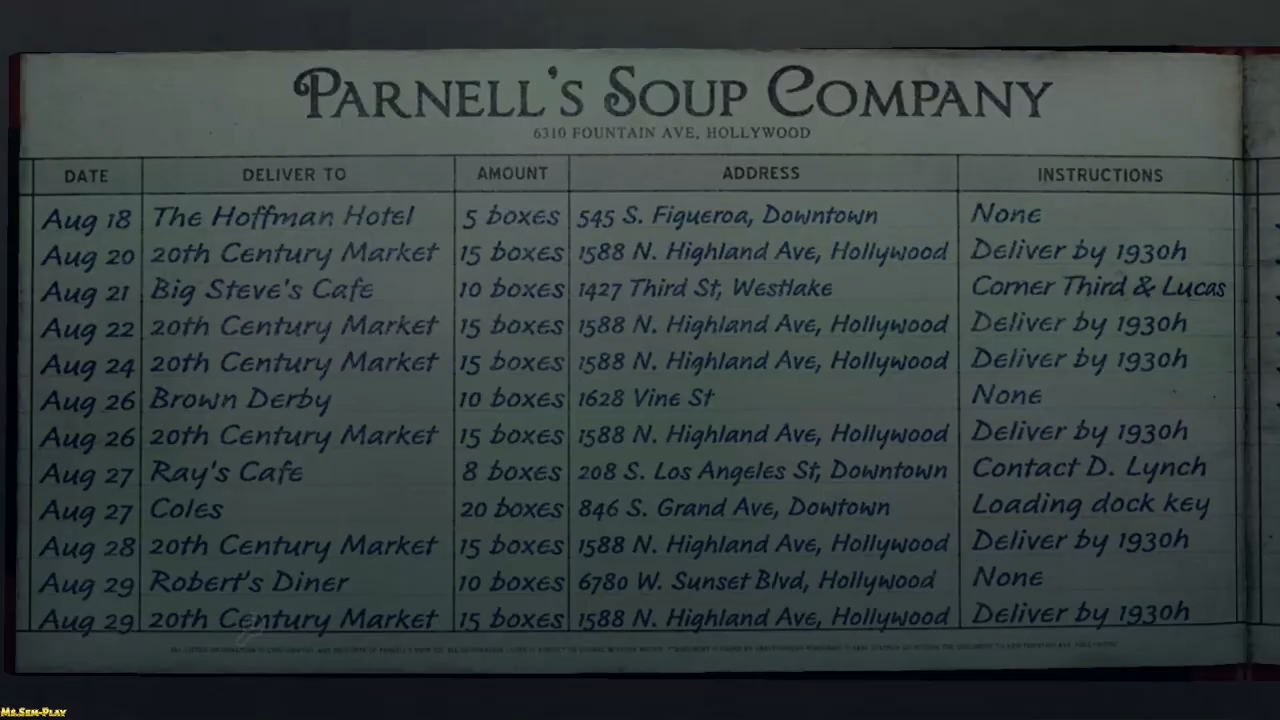 PARNELL'S SOUP COMPANY
6310 FOUNTAIN AVE, HOLLYWOOD
DATE DELIVER TO AMOUNT ADDRESS INSTRUCTIONS
Aug 18 The Hoffman Hotel 5 boxes 545 S. Figueroa, Downtown None
Aug 20 20th Century Market 15 boxes 1588 N. Highland Ave, Hollywood Deliver by 1930h
Aug 21 Big Steve's Cafe 10 boxes 1427 Third St, Westlake Corner Third & Lucas
Aug 22 20th Century Market 15 boxes 1588 N. Highland Ave, Hollywood Deliver by 1930h
Aug 24 20th Century Market 15 boxes 1588 N. Highland Ave, Hollywood Deliver by 1930h
Aug 26 Brown Derby 10 boxes 1628 Vine St None
Aug 26 20th Century Market 15 boxes 1588 N. Highland Ave, Hollywood Deliver by 1930h
Aug 27 Ray's Cafe 8 boxes 208 S. Los Angeles St, Downtown Contact D. Lynch
Aug 27 Coles 20 boxes 846 S. Grand Ave, Dowtown Loading dock key
Aug 28 20th Century Market 15 boxes 1588 N. Highland Ave, Hollywood Deliver by 1930h
Aug 29 Robert's Diner 10 boxes 6780 W. Sunset Blvd, Hollywood None
Aug 29 20th Century Market 15 boxes 1588 N. Highland Ave, Hollywood Deliver by 1930h
Ms.Sem-Play